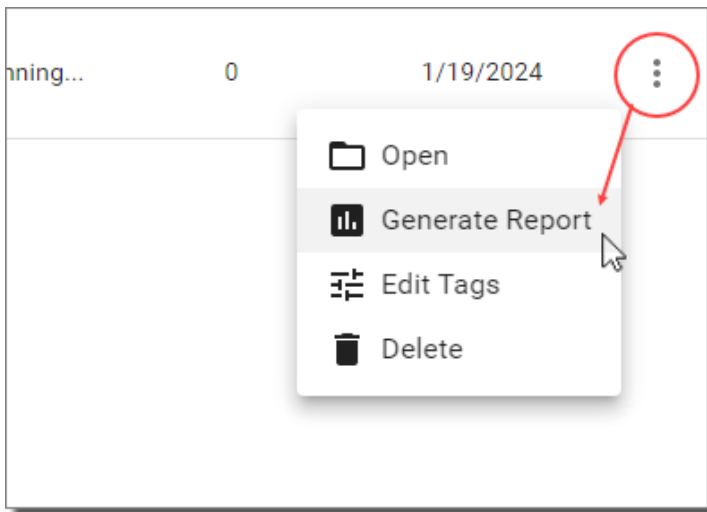 nning... 0 1/19/2024
Open
Generate Report
Edit Tags
Delete